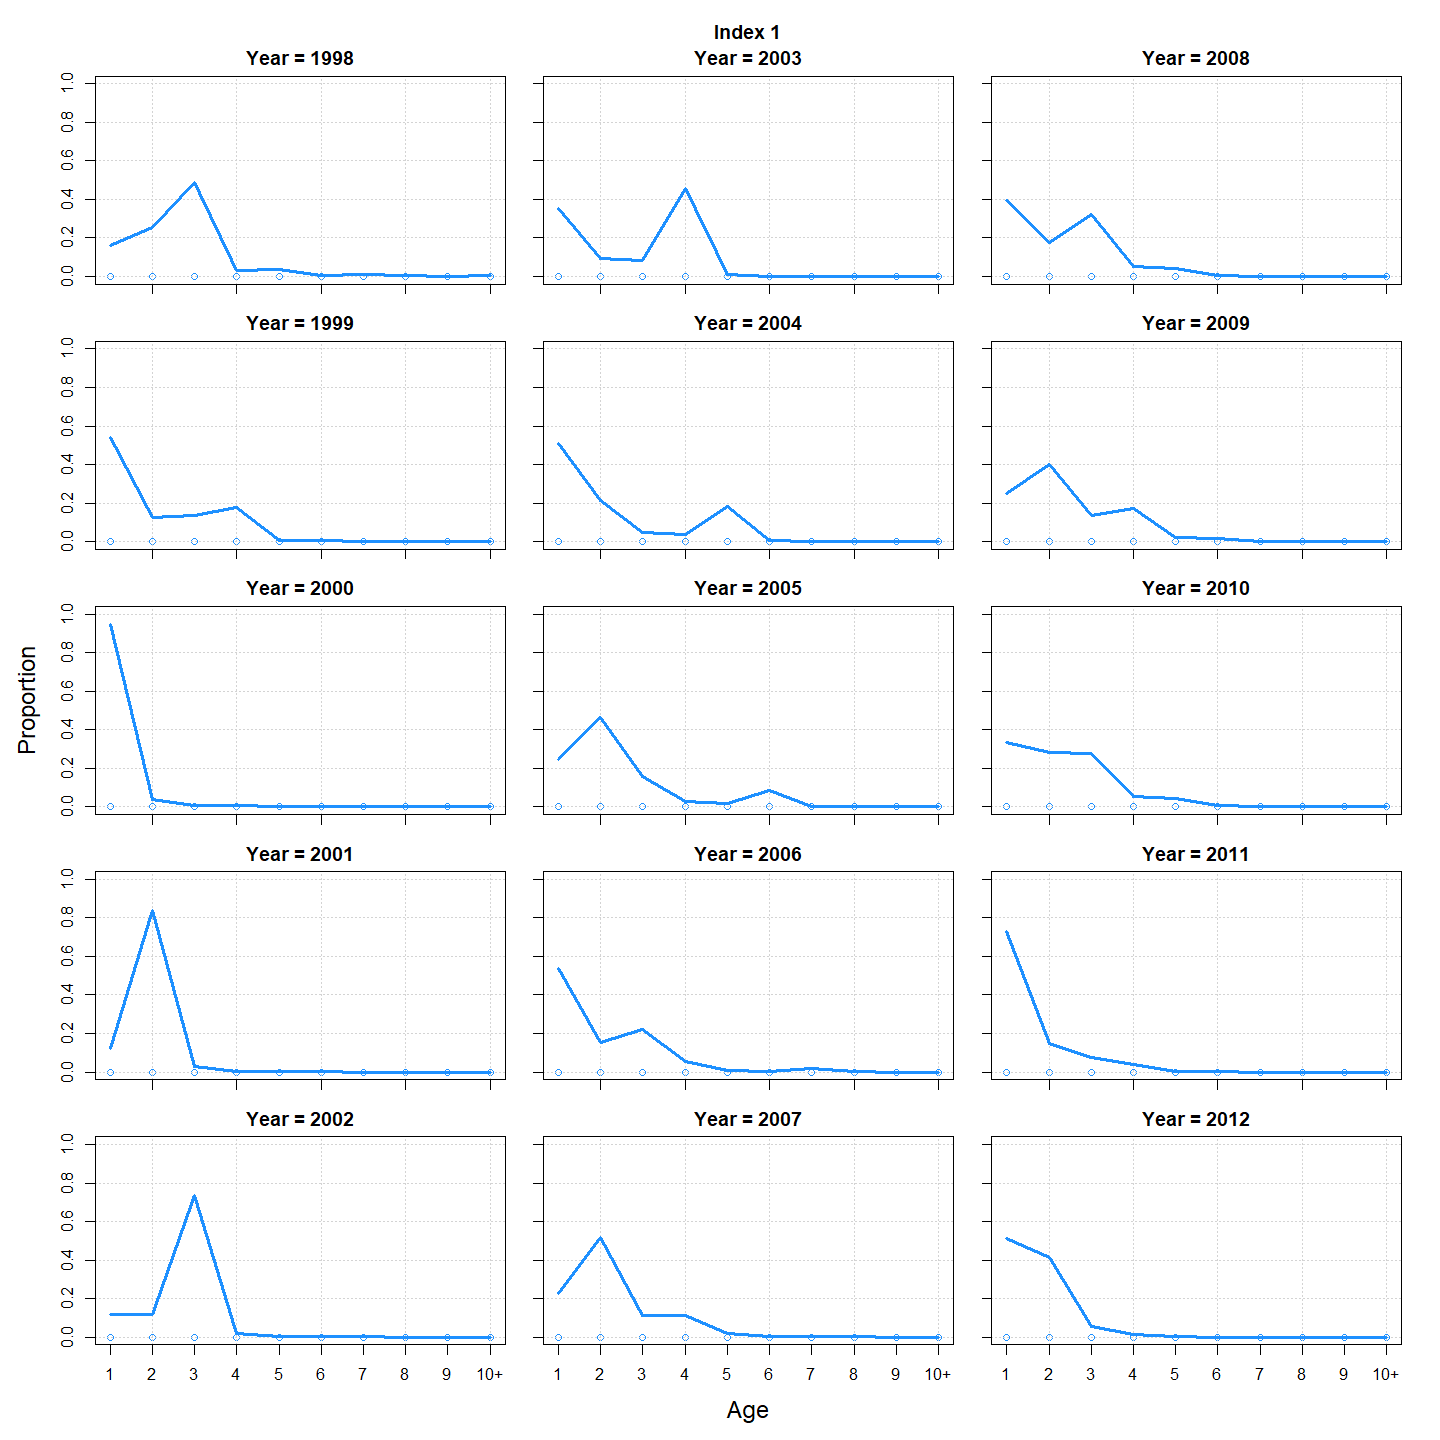 Index 1
Year = 1998
Year = 2003
Year = 2008
0.0 0.2 0.4 0.6 0.8 1.0
Year = 1999
Year = 2004
Year = 2009
0.0 0.2 0.4 0.6 0.8 1.0
Year = 2000
Year = 2005
Year = 2010
0.0 0.2 0.4 0.6 0.8 1.0
Proportion
Year = 2001
Year = 2006
Year = 2011
0.0 0.2 0.4 0.6 0.8 1.0
Year = 2002
Year = 2007
Year = 2012
0.0 0.2 0.4 0.6 0.8 1.0
1 2 3 4 5 6 7 8 9 10+
1 2 3 4 5 6 7 8 9 10+
1 2 3 4 5 6 7 8 9 10+
Age